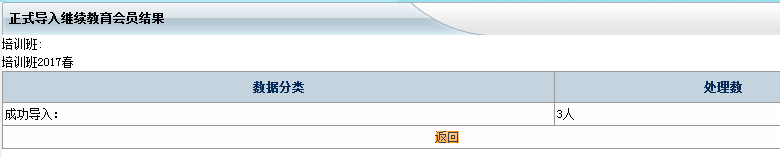 正式导入继续教育会员结果
培训班:
培训班2017春
数据分类 处理数
成功导入: 3人
返回